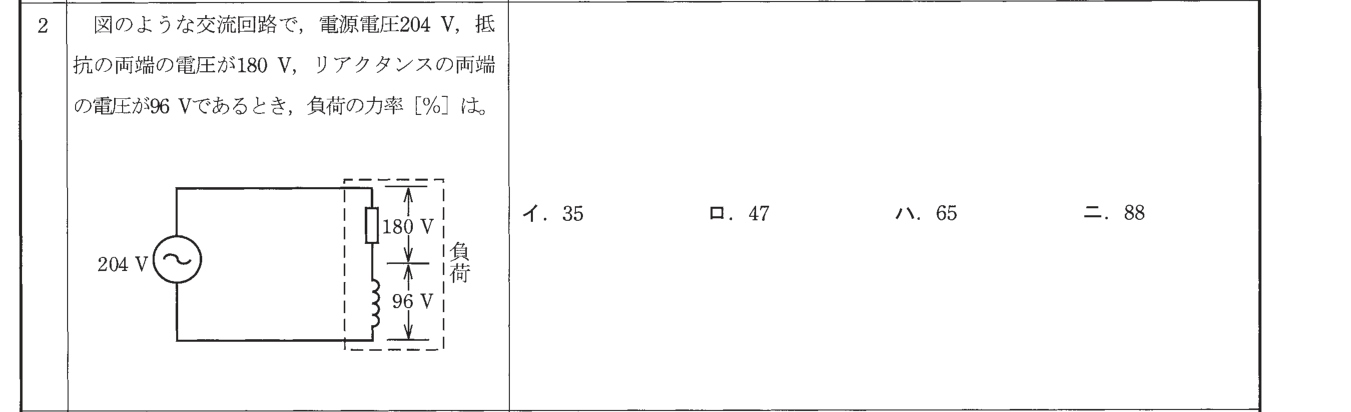 2
図のような交流回路で，電源電圧204 V，抵
抗の両端の電圧が180 V，リアクタンスの両端
の電圧が96 Vであるとき，負荷の力率［%］は。
イ．35
ロ．47
ハ．65
ニ．88
180 V
負荷
204 V
96 V